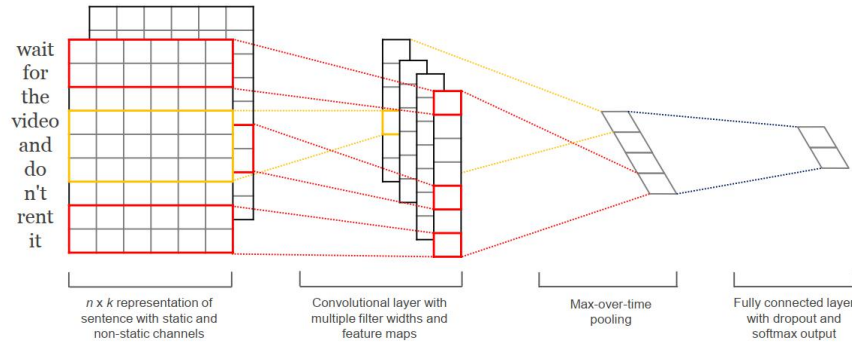 wait
for
the
video
and
do
n't
rent
it
n x k representation of
sentence with static and
non-static channels
Convolutional layer with
multiple filter widths and
feature maps
Max-over-time
pooling
Fully connected layer
with dropout and
softmax output